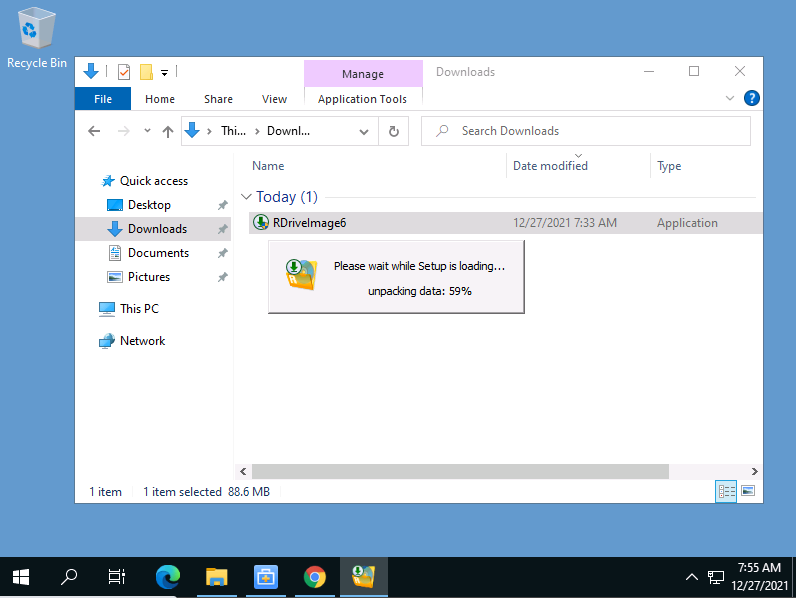 Recycle Bin
Manage
Downloads
File
Home
Share
View
Application Tools
?
Thi...
Downl...
Search Downloads
Name
Date modified
Type
Quick access
Desktop
Downloads
Documents
Pictures
This PC
Network
Today (1)
RDriveImage6
12/27/2021 7:33 AM
Application
Please wait while Setup is loading...
unpacking data: 59%
1 item
1 item selected
88.6 MB
7:55 AM
12/27/2021